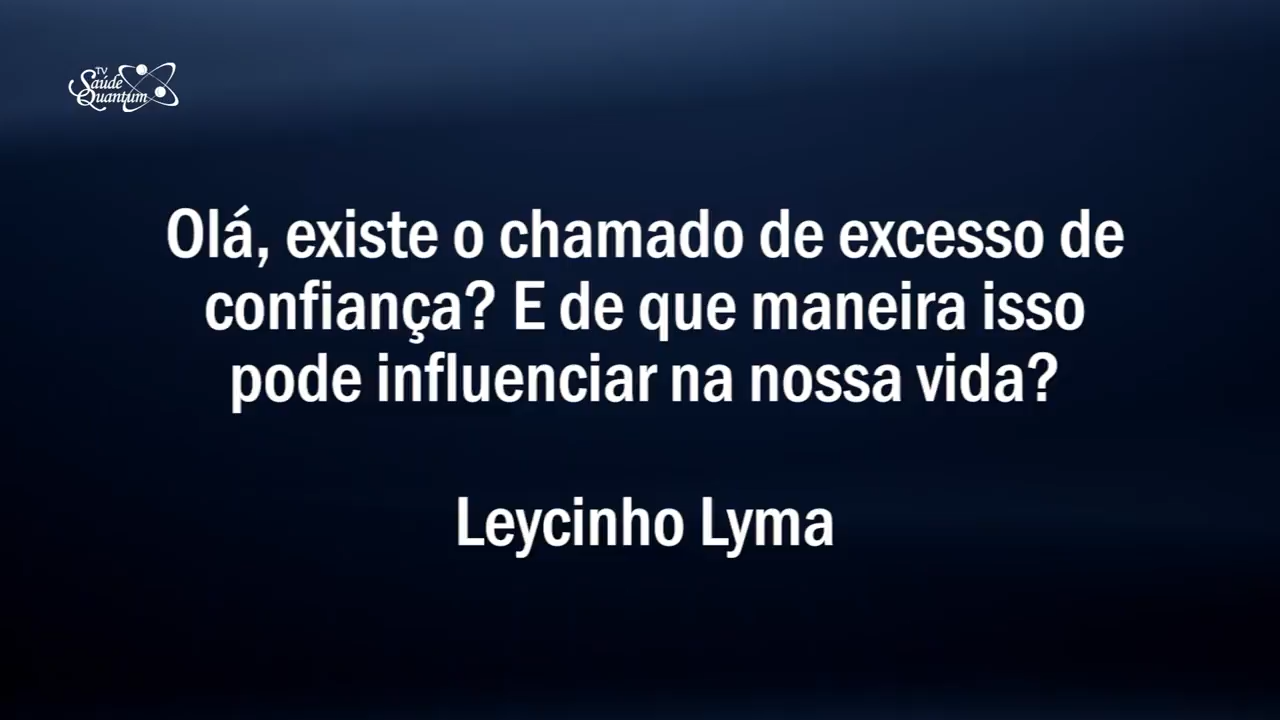 TV
Saúde
Quantum
Olá, existe o chamado de excesso de
confiança? E de que maneira isso
pode influenciar na nossa vida?
Leycinho Lyma